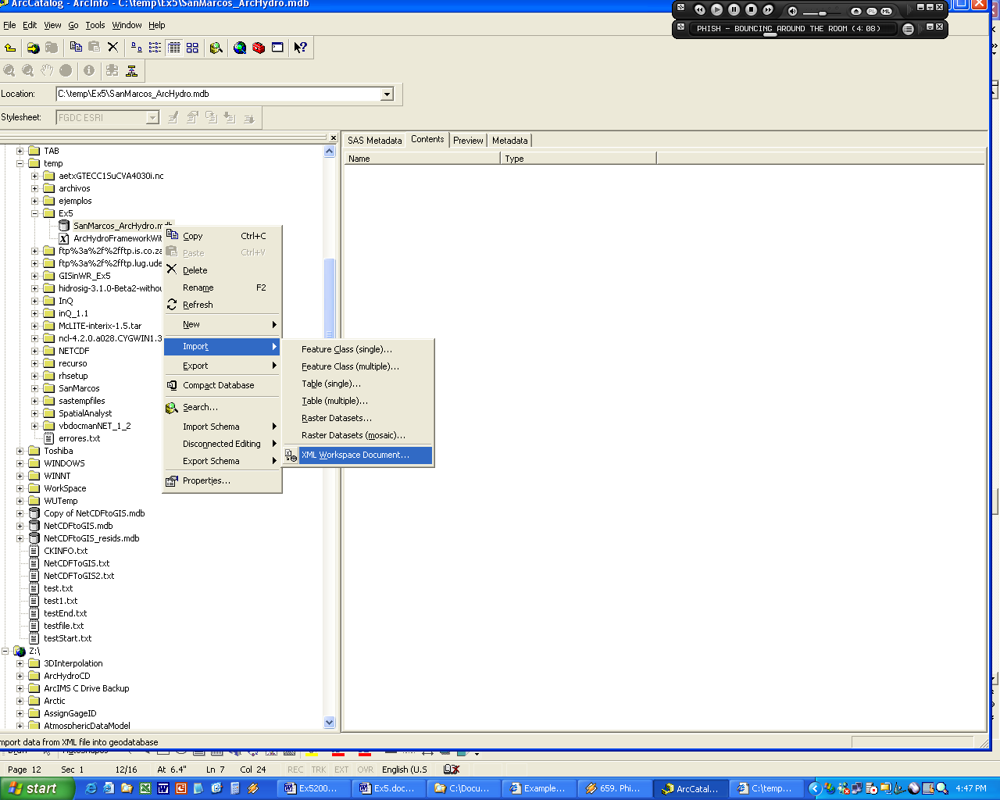 ArcCatalog - ArcInfo - C:\temp\Ex5\SanMarcos_ArcHydro.mdb
PL ML
PHISH - BOUNCING AROUND THE ROOM (4:08)
File Edit View Go Tools Window Help
Location: C:\temp\Ex5\SanMarcos_ArcHydro.mdb
Stylesheet: FGDC ESRI
SAS Metadata Contents Preview Metadata
Name Type
TAB
temp
aetxGTECC1SuCVA4030i.nc
archivos
ejemplos
Ex5
SanMarcos_ArcHydro.mdb
ArcHydroFrameworkWit
ftp%3a%2f%2fftp.is.co.za
ftp%3a%2f%2fftp.lug.ude
GISinWR_Ex5
hidrosig-3.1.0-Beta2-withou
InQ
inQ_1.1
McLITE-interix-1.5.tar
ncl-4.2.0.a028.CYGWIN1.3
NETCDF
recurso
rhsetup
SanMarcos
sastempfiles
SpatialAnalyst
vbdocmanNET_1_2
errores.txt
Toshiba
WINDOWS
WINNT
WorkSpace
WUTemp
Copy of NetCDFtoGIS.mdb
NetCDFtoGIS.mdb
NetCDFtoGIS_resids.mdb
CKINFO.txt
NetCDFToGIS.txt
NetCDFToGIS2.txt
test.txt
test1.txt
testEnd.txt
testfile.txt
testStart.txt
Z:\
3DInterpolation
ArcHydroCD
ArcIMS C Drive Backup
Arctic
AssignGageID
AtmosphericDataModel
Copy Ctrl+C
Paste Ctrl+V
Delete
Rename F2
Refresh
New
Import
Export
Compact Database
Search...
Import Schema
Disconnected Editing
Export Schema
Properties...
Feature Class (single)...
Feature Class (multiple)...
Table (single)...
Table (multiple)...
Raster Datasets...
Raster Datasets (mosaic)...
XML Workspace Document...
mport data from XML file into geodatabase
Page 12 Sec 1 12/16 At 6.4" Ln 7 Col 24 REC TRK EXT OVR English (U.S
start Ex5200... Ex5.doc... C:\Docu... Example... 659. Phi... ArcCatal... C:\temp... 4:47 PM